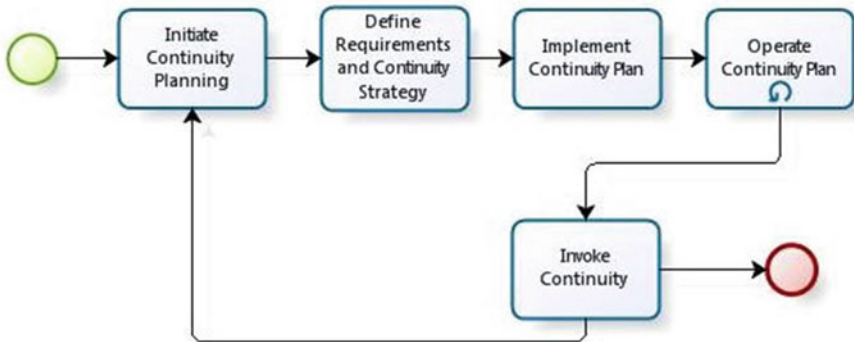 Initiate
Continuity
Planning
Define
Requirements
and Continuity
Strategy
Implement
Continuity Plan
Operate
Continuity Plan
Invoke
Continuity